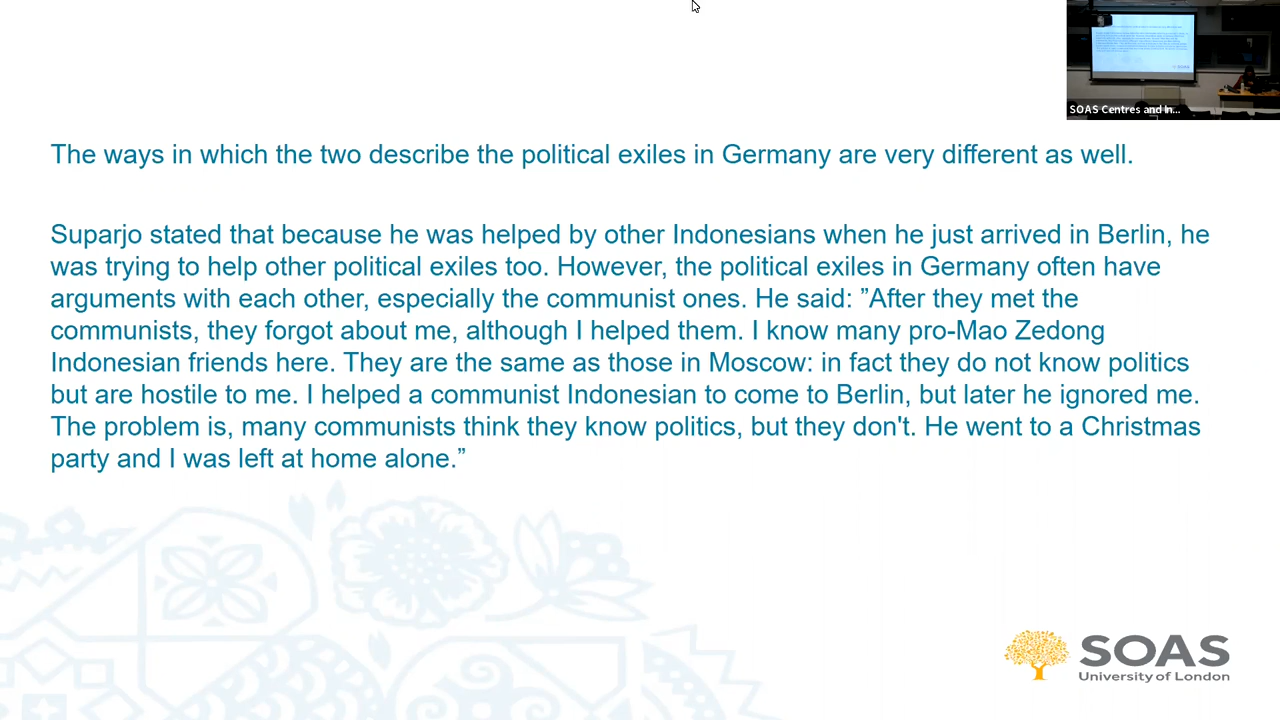 SOAS Centres and In...
The ways in which the two describe the political exiles in Germany are very different as well.
Suparjo stated that because he was helped by other Indonesians when he just arrived in Berlin, he
was trying to help other political exiles too. However, the political exiles in Germany often have
arguments with each other, especially the communist ones. He said: ”After they met the
communists, they forgot about me, although I helped them. I know many pro-Mao Zedong
Indonesian friends here. They are the same as those in Moscow: in fact they do not know politics
but are hostile to me. I helped a communist Indonesian to come to Berlin, but later he ignored me.
The problem is, many communists think they know politics, but they don't. He went to a Christmas
party and I was left at home alone.”
SOAS
University of London